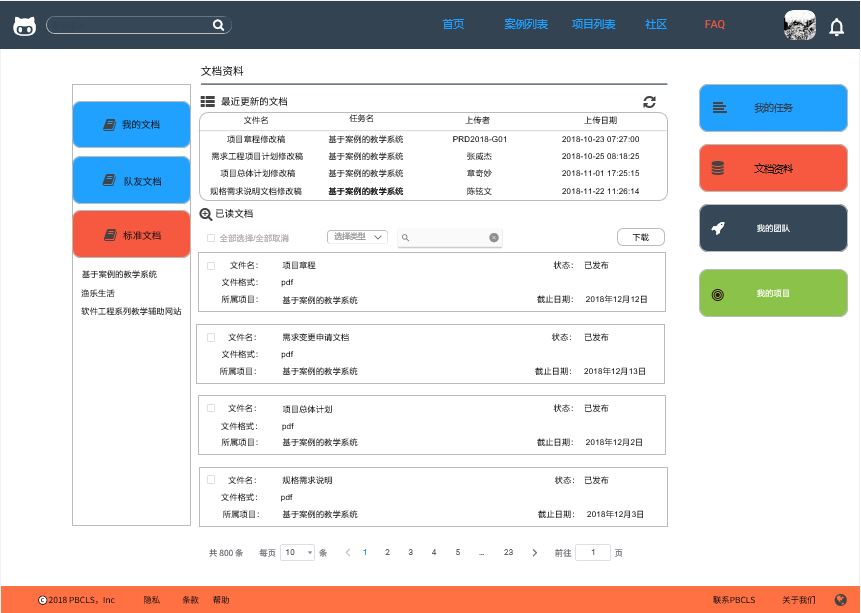 首页 案例列表 项目列表 社区 FAQ
文档资料
我的文档
队友文档
标准文档
基于案例的教学系统
渔乐生活
软件工程系列教学辅助网站
最近更新的文档
文件名 任务名 上传者 上传日期
项目章程修改稿 基于案例的教学系统 PRD2018-G01 2018-10-23 07:27:00
需求工程项目计划修改稿 基于案例的教学系统 张威杰 2018-10-25 08:18:25
项目总体计划修改稿 基于案例的教学系统 章奇妙 2018-11-01 17:25:15
规格需求说明文档修改稿 基于案例的教学系统 陈铉文 2018-11-22 11:26:14
已读文档
全部选择/全部取消 选择类型 下载
文件名： 项目章程 状态： 已发布
文件格式： pdf
所属项目： 基于案例的教学系统 截止日期： 2018年12月12日
文件名： 需求变更申请文档 状态： 已发布
文件格式： pdf
所属项目： 基于案例的教学系统 截止日期： 2018年12月13日
文件名： 项目总体计划 状态： 已发布
文件格式： pdf
所属项目： 基于案例的教学系统 截止日期： 2018年12月2日
文件名： 规格需求说明 状态： 已发布
文件格式： pdf
所属项目： 基于案例的教学系统 截止日期： 2018年12月3日
共 800 条 每页 10 条 1 2 3 4 5 ... 23 前往 1 页
我的任务
文档资料
我的团队
我的项目
©2018 PBCLS，Inc 隐私 条款 帮助 联系PBCLS 关于我们